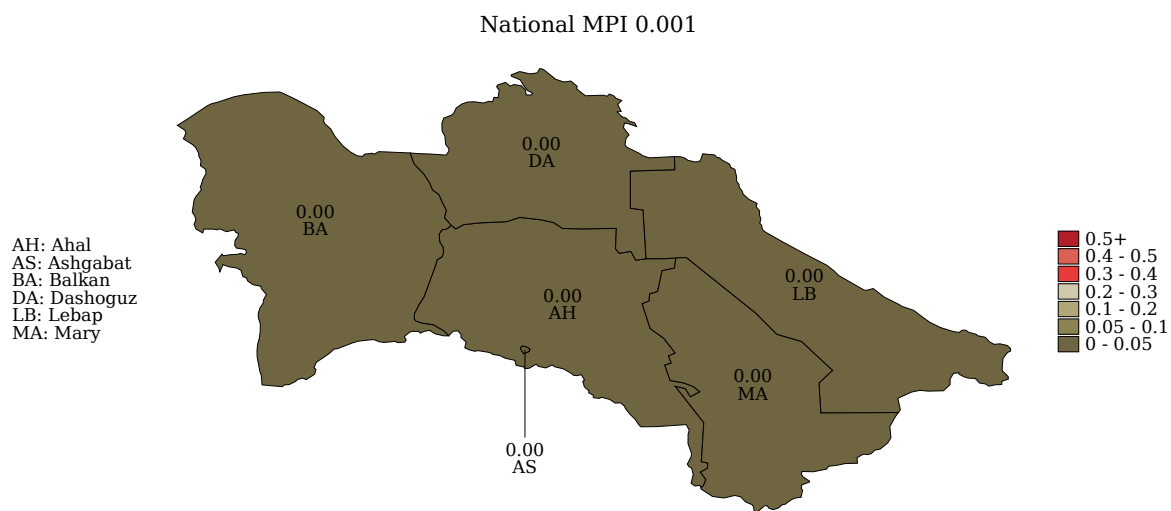 National MPI 0.001
0.00
DA
0.00
BA
0.00
LB
0.00
AH
0.00
MA
0.00
AS
AH: Ahal
AS: Ashgabat
BA: Balkan
DA: Dashoguz
LB: Lebap
MA: Mary
0.5+
0.4 - 0.5
0.3 - 0.4
0.2 - 0.3
0.1 - 0.2
0.05 - 0.1
0 - 0.05